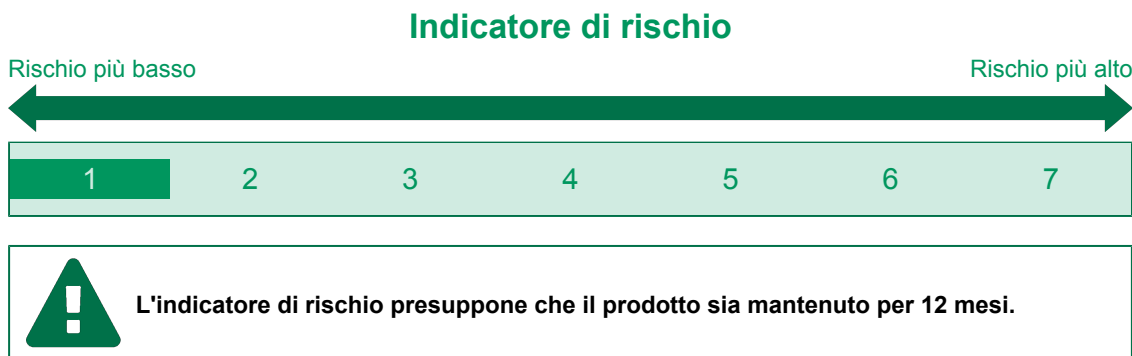 Indicatore di rischio
Rischio più basso Rischio più alto
1 2 3 4 5 6 7
L'indicatore di rischio presuppone che il prodotto sia mantenuto per 12 mesi.